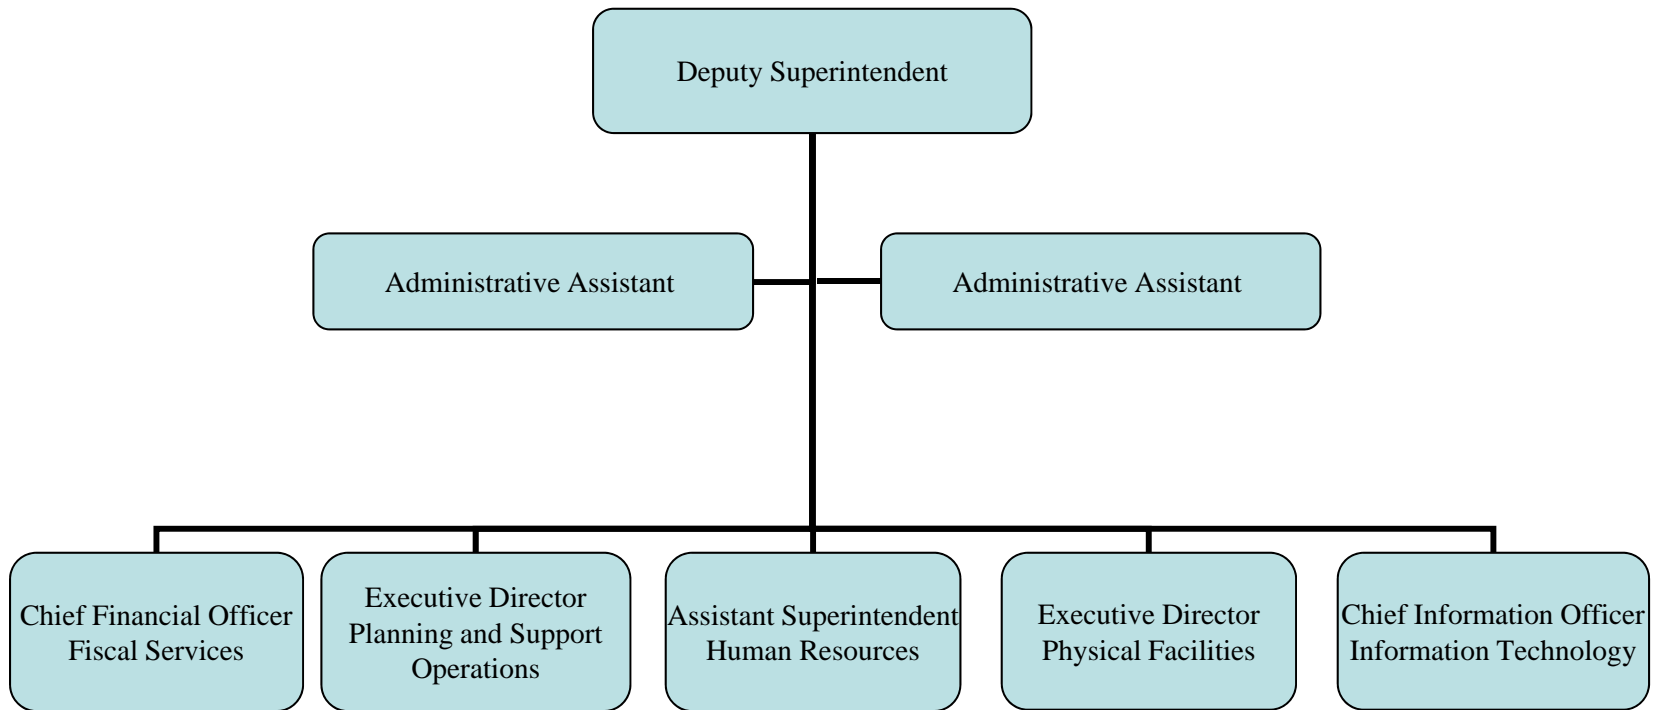 Deputy Superintendent
Administrative Assistant
Administrative Assistant
Chief Financial Officer
Fiscal Services
Executive Director
Planning and Support
Operations
Assistant Superintendent
Human Resources
Executive Director
Physical Facilities
Chief Information Officer
Information Technology